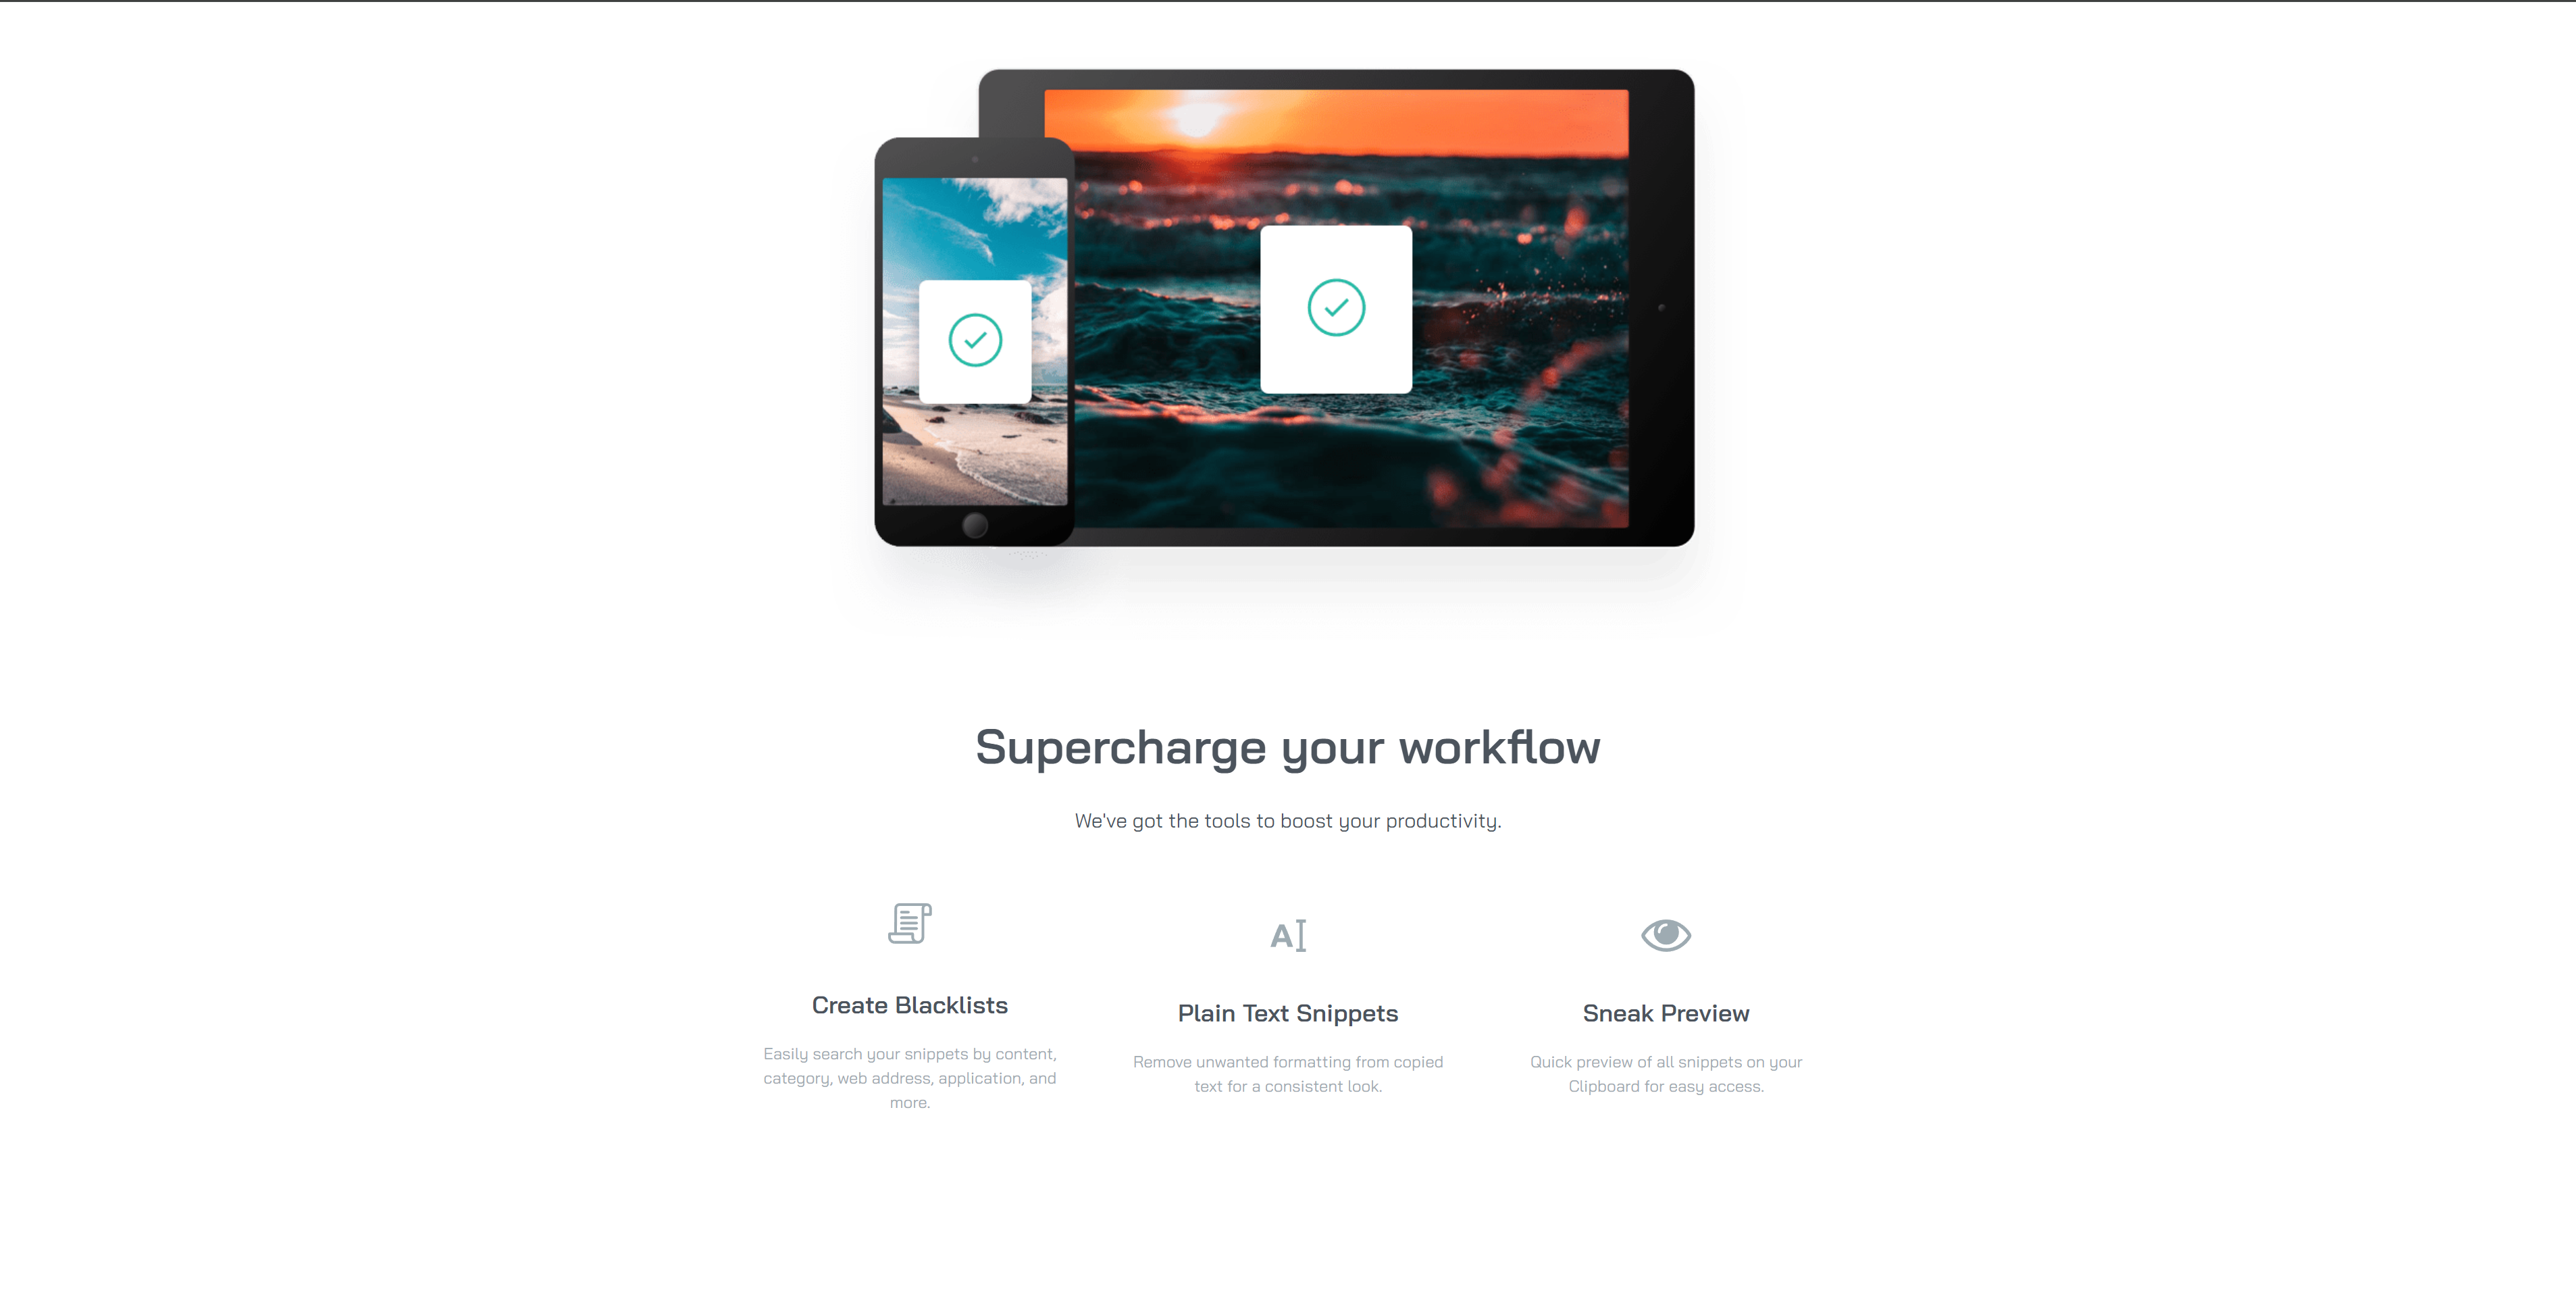 Supercharge your workflow
We've got the tools to boost your productivity.
A
Create Blacklists
Easily search your snippets by content,
category, web address, application, and
more.
Plain Text Snippets
Remove unwanted formatting from copied
text for a consistent look.
Sneak Preview
Quick preview of all snippets on your
Clipboard for easy access.